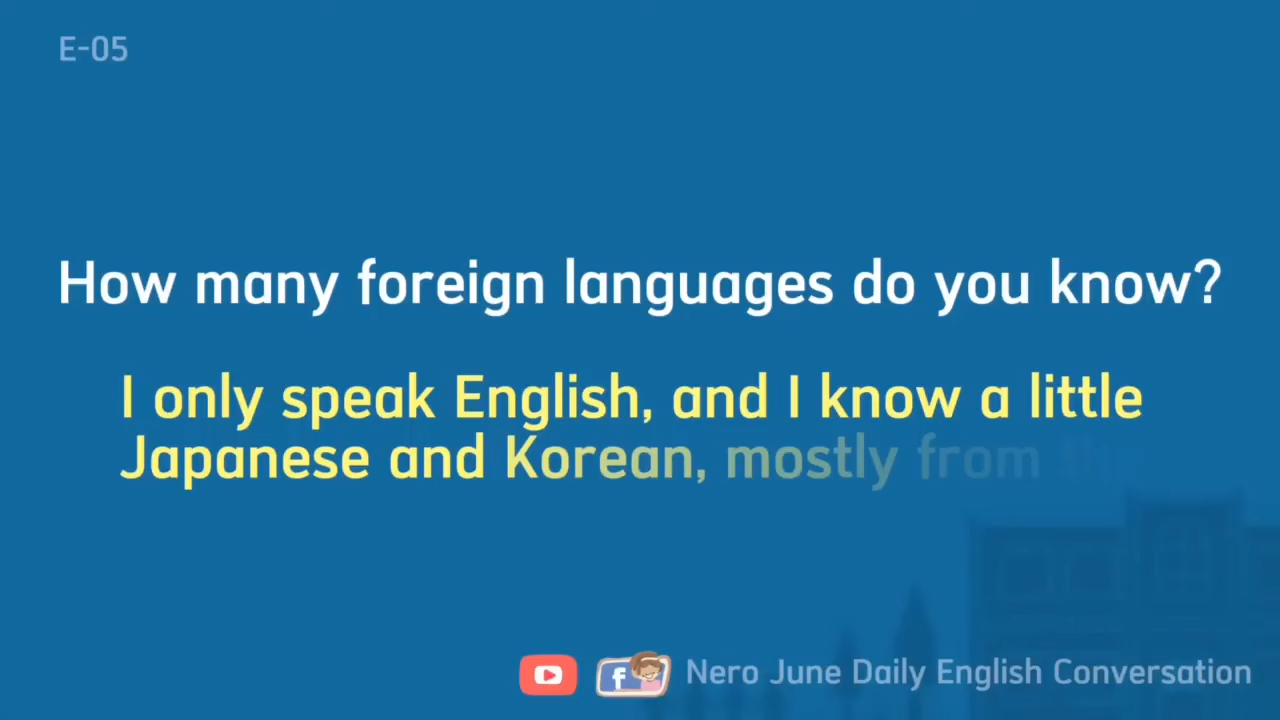 E-05
How many foreign languages do you know?
I only speak English, and I know a little
Japanese and Korean, mostly from
Nero June Daily English Conversation